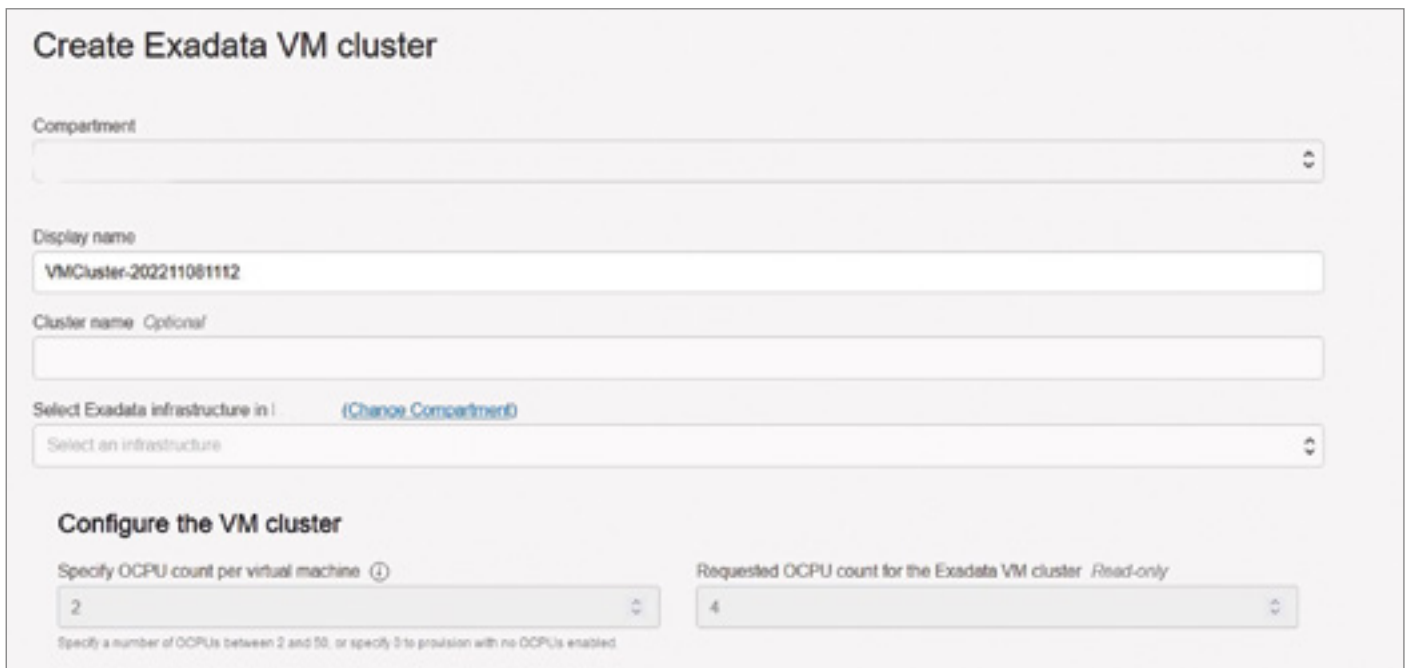 Create Exadata VM cluster
Compartment
Display name
VMCluster-202211081112
Cluster name Optional
Select Exadata infrastructure in (Change Compartment)
Select an infrastructure
Configure the VM cluster
Specify OCPU count per virtual machine Requested OCPU count for the Exadata VM cluster Read-only
2 4
Specify a number of OCPUs between 2 and 50, or specify 0 to provision with no OCPUs enabled.